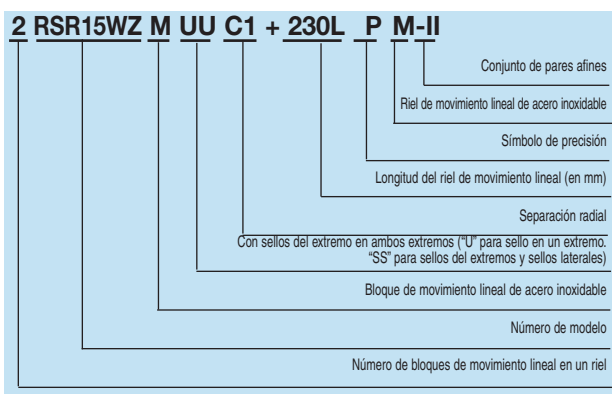 2 RSR15WZ M UU C1 + 230L P M-II
Conjunto de pares afines
Riel de movimiento lineal de acero inoxidable
Símbolo de precisión
Longitud del riel de movimiento lineal (en mm)
Separación radial
Con sellos del extremo en ambos extremos ("U" para sello en un extremo.
"SS" para sellos del extremos y sellos laterales)
Bloque de movimiento lineal de acero inoxidable
Número de modelo
Número de bloques de movimiento lineal en un riel